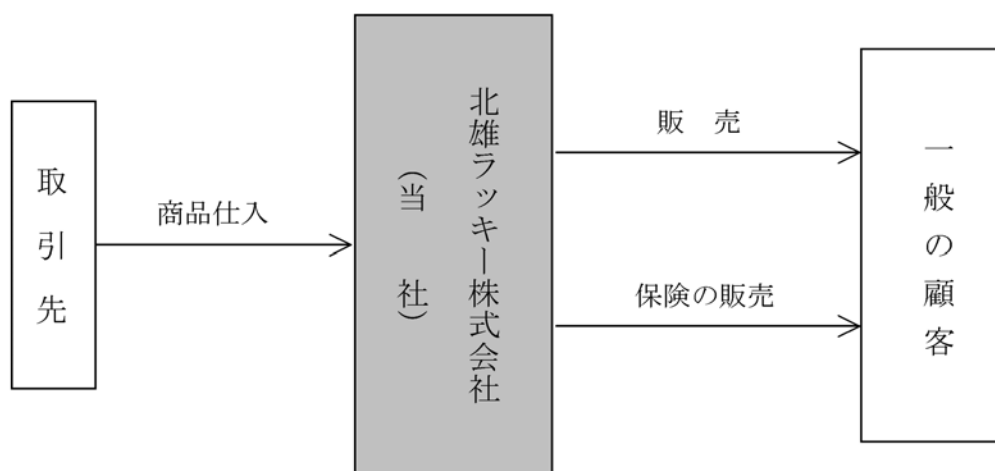 取引先
商品仕入
北雄ラッキー株式会社
(当 社)
販 売
保険の販売
一般の顧客